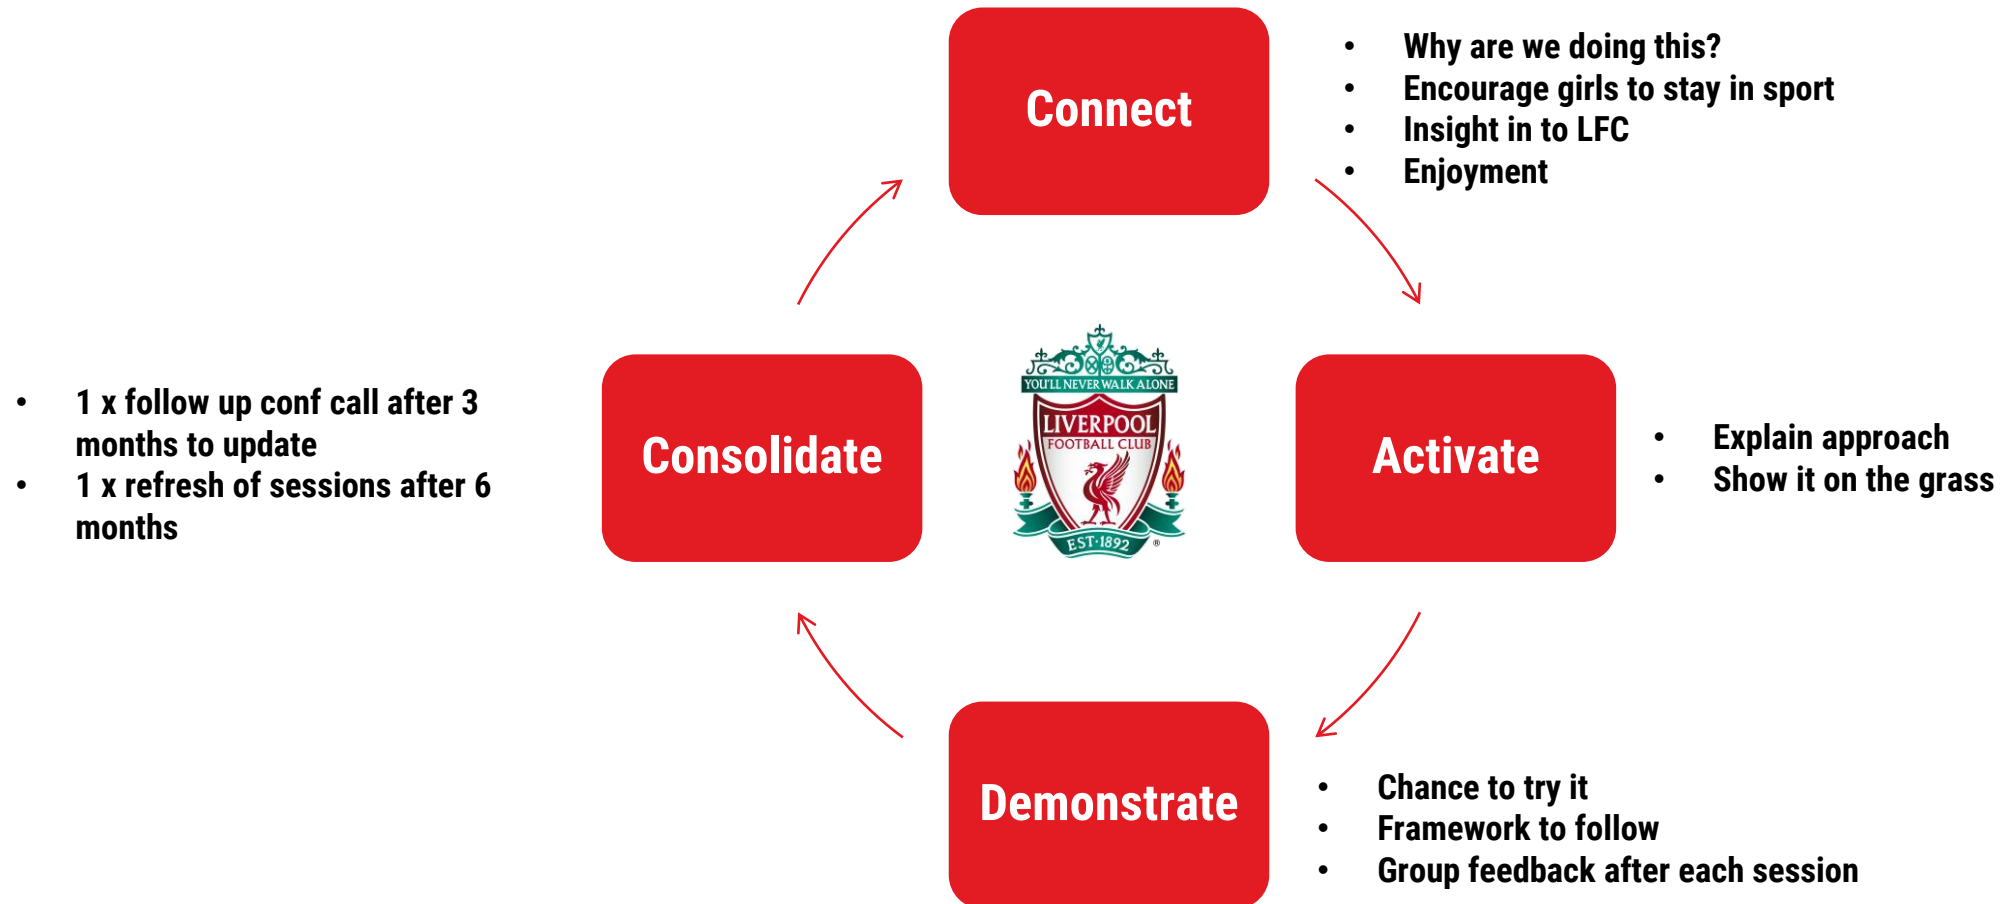 Connect
• Why are we doing this?
• Encourage girls to stay in sport
• Insight in to LFC
• Enjoyment
Activate
• Explain approach
• Show it on the grass
Demonstrate
• Chance to try it
• Framework to follow
• Group feedback after each session
Consolidate
• 1 x follow up conf call after 3
months to update
• 1 x refresh of sessions after 6
months
YOU'LL NEVER WALK ALONE
LIVERPOOL
FOOTBALL CLUB
EST·1892
®